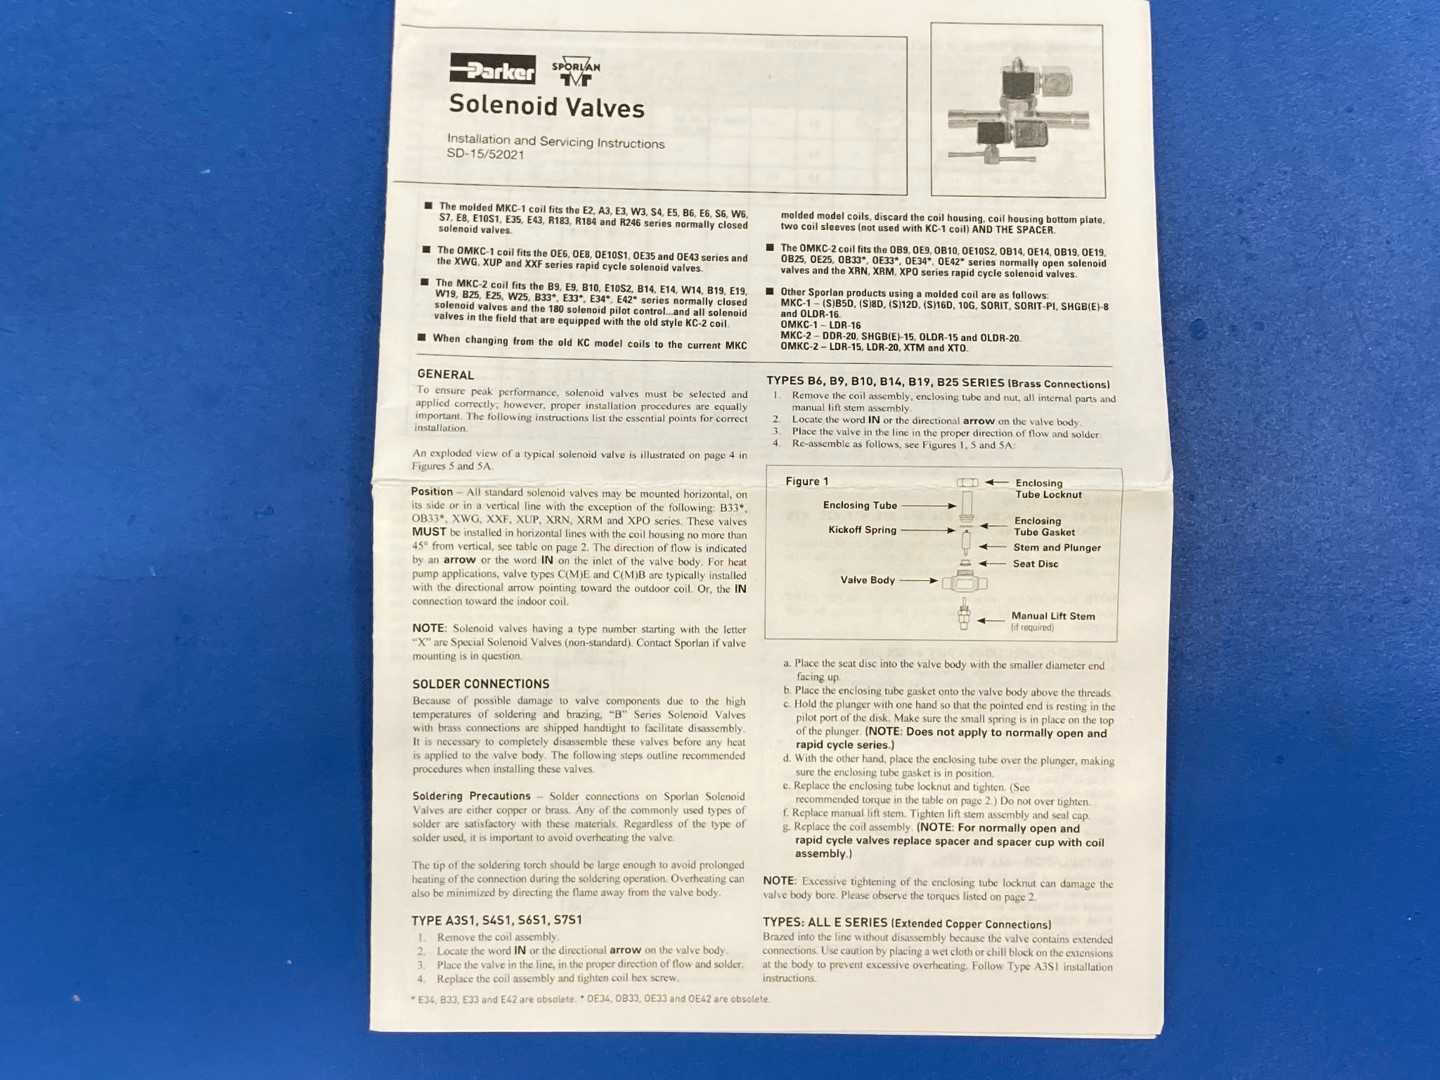 Parker
SPORLAN
Solenoid Valves
Installation and Servicing Instructions
SD-15/52021
■ The molded MKC-1 coil fits the E2, A3, E3, W3, S4, E5, B6, E6, S6, W6,
S7, E8, E10S1, E35, E43, R183, R184 and R246 series normally closed
solenoid valves.
■ The OMKC-1 coil fits the OE6, OE8, OE10S1, OE35 and OE43 series and
the XWG, XUP and XXF series rapid cycle solenoid valves.
■ The MKC-2 coil fits the B9, E9, B10, E10S2, B14, E14, W14, B19, E19,
W19, B25, E25, W25, B33*, E33*, E34*, E42* series normally closed
solenoid valves and the 180 solenoid pilot control...and all solenoid
valves in the field that are equipped with the old style KC-2 coil.
■ When changing from the old KC model coils to the current MKC
molded model coils, discard the coil housing, coil housing bottom plate,
two coil sleeves (not used with KC-1 coil) AND THE SPACER.
■ The OMKC-2 coil fits the OB9, OE9, OB10, OE10S2, OB14, OE14, OB19, OE19,
OB25, OE25, OB33*, OE33*, OE34*, OE42* series normally open solenoid
valves and the XRN, XRM, XPO series rapid cycle solenoid valves.
■ Other Sporlan products using a molded coil are as follows:
MKC-1 – (S)B5D, (S)8D, (S)12D, (S)16D, 10G, SORIT, SORIT-PI, SHGB(E)-8
and OLDR-16.
OMKC-1 – LDR-16
MKC-2 – DDR-20, SHGB(E)-15, OLDR-15 and OLDR-20.
OMKC-2 – LDR-15, LDR-20, XTM and XTO.
GENERAL
To ensure peak performance, solenoid valves must be selected and
applied correctly; however, proper installation procedures are equally
important. The following instructions list the essential points for correct
installation.
An exploded view of a typical solenoid valve is illustrated on page 4 in
Figures 5 and 5A.
Position – All standard solenoid valves may be mounted horizontal, on
its side or in a vertical line with the exception of the following: B33*,
OB33*, XWG, XXF, XUP, XRN, XRM and XPO series. These valves
MUST be installed in horizontal lines with the coil housing no more than
45° from vertical, see table on page 2. The direction of flow is indicated
by an arrow or the word IN on the inlet of the valve body. For heat
pump applications, valve types C(M)E and C(M)B are typically installed
with the directional arrow pointing toward the outdoor coil. Or, the IN
connection toward the indoor coil.
NOTE: Solenoid valves having a type number starting with the letter
"X" are Special Solenoid Valves (non-standard). Contact Sporlan if valve
mounting is in question.
SOLDER CONNECTIONS
Because of possible damage to valve components due to the high
temperatures of soldering and brazing, "B" Series Solenoid Valves
with brass connections are shipped handtight to facilitate disassembly.
It is necessary to completely disassemble these valves before any heat
is applied to the valve body. The following steps outline recommended
procedures when installing these valves.
Soldering Precautions – Solder connections on Sporlan Solenoid
Valves are either copper or brass. Any of the commonly used types of
solder are satisfactory with these materials. Regardless of the type of
solder used, it is important to avoid overheating the valve.
The tip of the soldering torch should be large enough to avoid prolonged
heating of the connection during the soldering operation. Overheating can
also be minimized by directing the flame away from the valve body.
TYPE A3S1, S4S1, S6S1, S7S1
1. Remove the coil assembly.
2. Locate the word IN or the directional arrow on the valve body.
3. Place the valve in the line, in the proper direction of flow and solder.
4. Replace the coil assembly and tighten coil hex screw.
TYPES B6, B9, B10, B14, B19, B25 SERIES (Brass Connections)
1. Remove the coil assembly, enclosing tube and nut, all internal parts and
manual lift stem assembly.
2. Locate the word IN or the directional arrow on the valve body.
3. Place the valve in the line in the proper direction of flow and solder.
4. Re-assemble as follows, see Figures 1, 5 and 5A:
Figure 1
Enclosing
Tube Locknut
Enclosing Tube
Enclosing
Tube Gasket
Kickoff Spring
Stem and Plunger
Seat Disc
Valve Body
Manual Lift Stem
(if required)
a. Place the seat disc into the valve body with the smaller diameter end
facing up.
b. Place the enclosing tube gasket onto the valve body above the threads.
c. Hold the plunger with one hand so that the pointed end is resting in the
pilot port of the disk. Make sure the small spring is in place on the top
of the plunger. (NOTE: Does not apply to normally open and
rapid cycle series.)
d. With the other hand, place the enclosing tube over the plunger, making
sure the enclosing tube gasket is in position.
e. Replace the enclosing tube locknut and tighten. (See
recommended torque in the table on page 2.) Do not over tighten.
f. Replace manual lift stem. Tighten lift stem assembly and seal cap.
g. Replace the coil assembly. (NOTE: For normally open and
rapid cycle valves replace spacer and spacer cup with coil
assembly.)
NOTE: Excessive tightening of the enclosing tube locknut can damage the
valve body bore. Please observe the torques listed on page 2.
TYPES: ALL E SERIES (Extended Copper Connections)
Brazed into the line without disassembly because the valve contains extended
connections. Use caution by placing a wet cloth or chill block on the extensions
at the body to prevent excessive overheating. Follow Type A3S1 installation
instructions.
* E34, B33, E33 and E42 are obsolete. * OE34, OB33, OE33 and OE42 are obsolete.